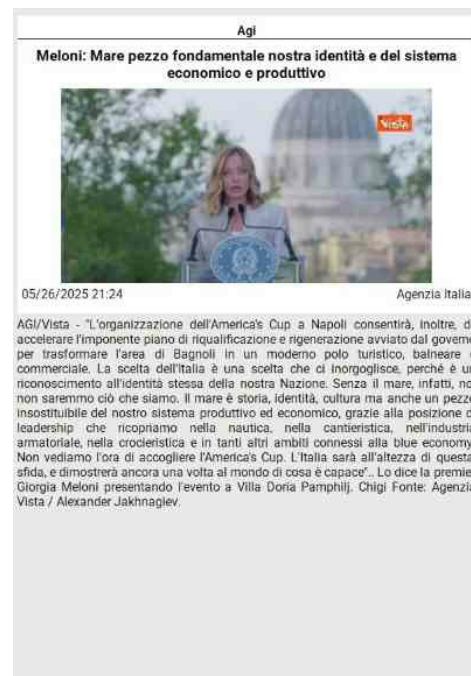 Agi
Meloni: Mare pezzo fondamentale nostra identità e del sistema
economico e produttivo
Vista
05/26/2025 21:24 Agenzia Italia
AGI/Vista - "L'organizzazione dell'America's Cup a Napoli consentirà, inoltre, d
accelerare l'imponente piano di riqualificazione e rigenerazione avviato dal govern
per trasformare l'area di Bagnoli in un moderno polo turistico, balneare
commerciale. La scelta dell'Italia è una scelta che ci inorgoglisce, perché è un
riconoscimento all'identità stessa della nostra Nazione. Senza il mare, infatti, no
non saremmo ciò che siamo. Il mare è storia, identità, cultura ma anche un pezzo
insostituibile del nostro sistema produttivo ed economico, grazie alla posizione d
leadership che ricopriamo nella nautica, nella cantieristica, nell'industria
armatoriale, nella crocieristica e in tanti altri ambiti connessi alla blue economy
Non vediamo l'ora di accogliere l'America's Cup. L'Italia sarà all'altezza di questa
sfida, e dimostrerà ancora una volta al mondo di cosa è capace".. Lo dice la premie
Giorgia Meloni presentando l'evento a Villa Doria Pamphilj. Chigi Fonte: Agenzia
Vista / Alexander Jakhnagiev.